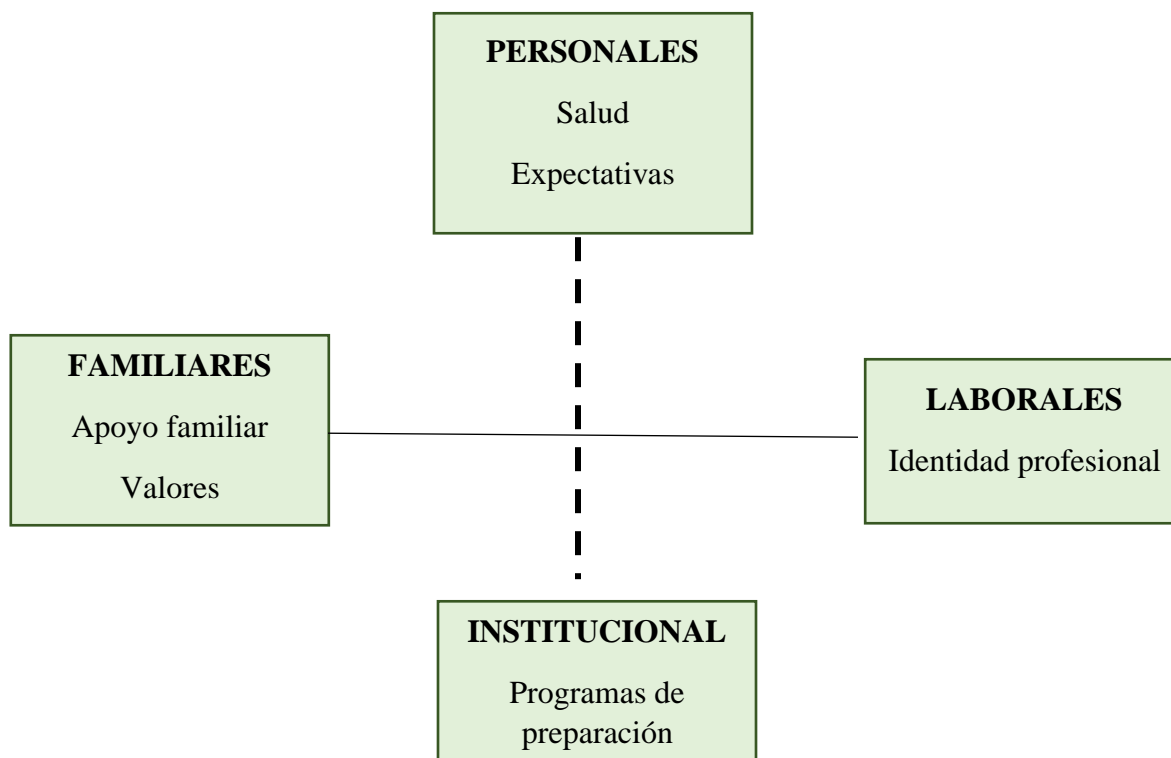 PERSONALES
Salud
Expectativas
FAMILIARES
Apoyo familiar
Valores
LABORALES
Identidad profesional
INSTITUCIONAL
Programas de
preparación